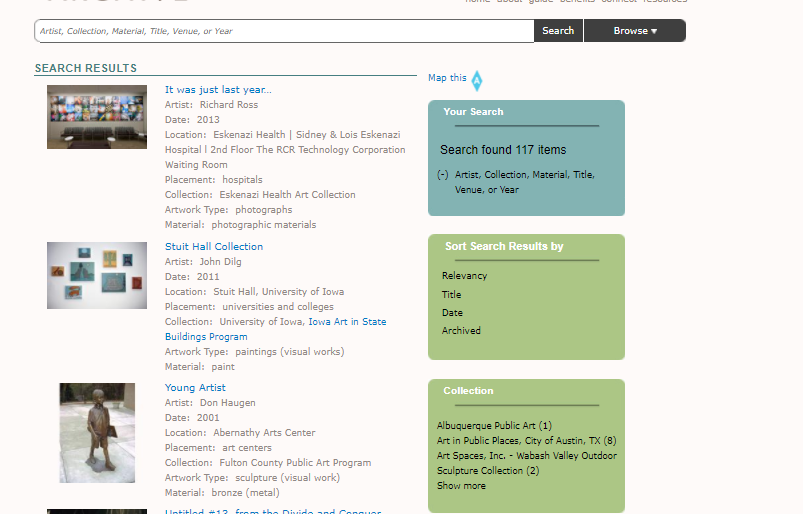 home about guide benefits connect resources
Artist, Collection, Material, Title, Venue, or Year
Search
Browse ▾
SEARCH RESULTS
It was just last year...
Artist: Richard Ross
Date: 2013
Location: Eskenazi Health | Sidney & Lois Eskenazi
Hospital l 2nd Floor The RCR Technology Corporation
Waiting Room
Placement: hospitals
Collection: Eskenazi Health Art Collection
Artwork Type: photographs
Material: photographic materials
Stuit Hall Collection
Artist: John Dilg
Date: 2011
Location: Stuit Hall, University of Iowa
Placement: universities and colleges
Collection: University of Iowa, Iowa Art in State
Buildings Program
Artwork Type: paintings (visual works)
Material: paint
Young Artist
Artist: Don Haugen
Date: 2001
Location: Abernathy Arts Center
Placement: art centers
Collection: Fulton County Public Art Program
Artwork Type: sculpture (visual work)
Material: bronze (metal)
Untitled #13, from the Divide and Conquer
Map this
Your Search
Search found 117 items
(-) Artist, Collection, Material, Title,
Venue, or Year
Sort Search Results by
Relevancy
Title
Date
Archived
Collection
Albuquerque Public Art (1)
Art in Public Places, City of Austin, TX (8)
Art Spaces, Inc. - Wabash Valley Outdoor
Sculpture Collection (2)
Show more